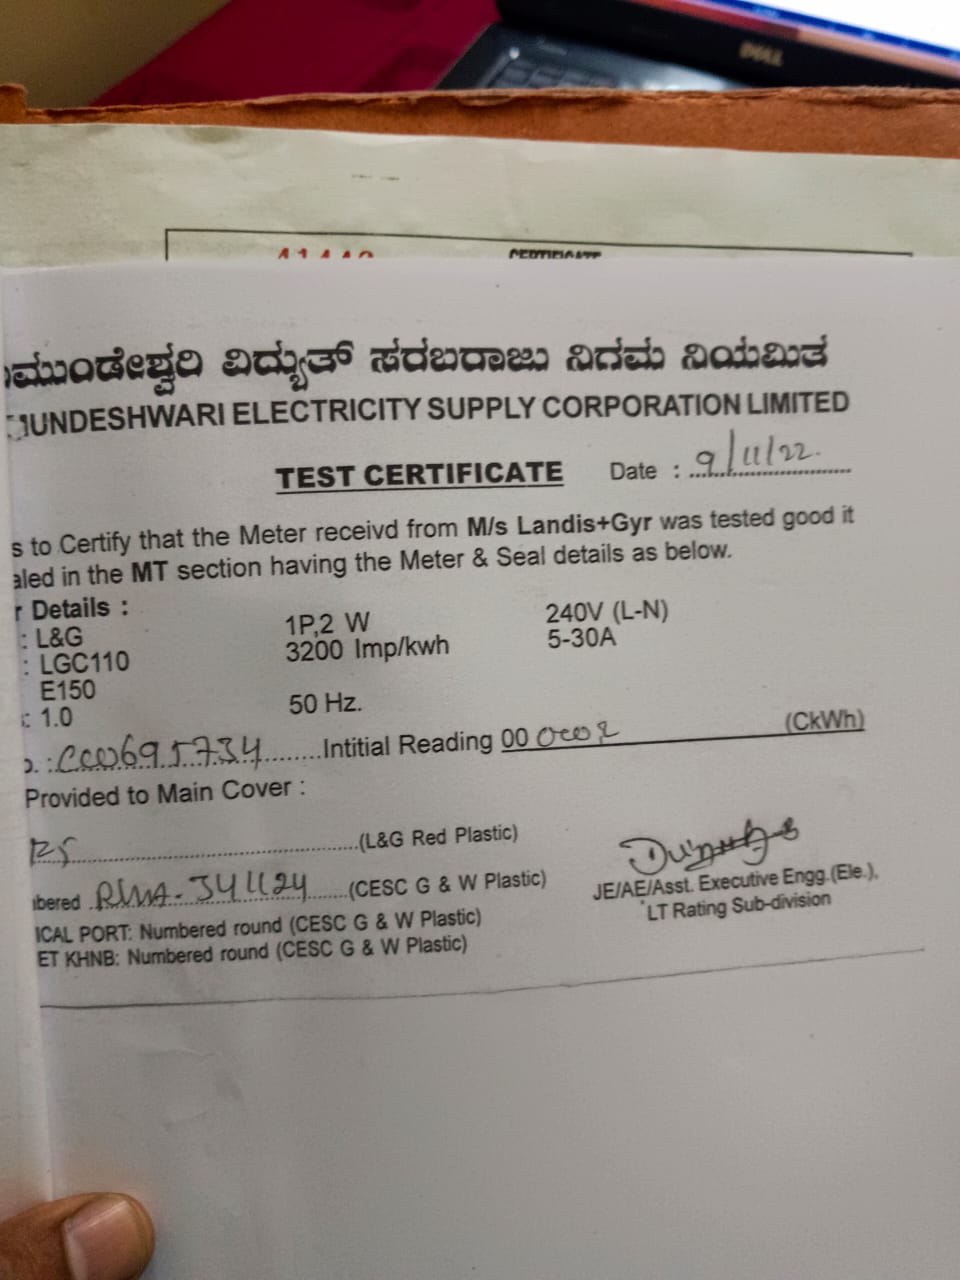 DELL
CERTIFICATE
ಮುಂಡೇಶ್ವರಿ ವಿದ್ಯುತ್ ಸರಬರಾಜು ನಿಗಮ ನಿಯಮಿತ
UNDESHWARI ELECTRICITY SUPPLY CORPORATION LIMITED
TEST CERTIFICATE Date : 9/11/22.
s to Certify that the Meter receivd from M/s Landis+Gyr was tested good it
aled in the MT section having the Meter & Seal details as below.
r Details :
: L&G 1P,2 W 240V (L-N)
: LGC110 3200 Imp/kwh 5-30A
E150
: 1.0 50 Hz.
. : Intitial Reading 00 (CkWh)
Provided to Main Cover :
(L&G Red Plastic)
bered (CESC G & W Plastic)
JE/AE/Asst. Executive Engg.(Ele.),
ICAL PORT: Numbered round (CESC G & W Plastic)
LT Rating Sub-division
ET KHNB: Numbered round (CESC G & W Plastic)